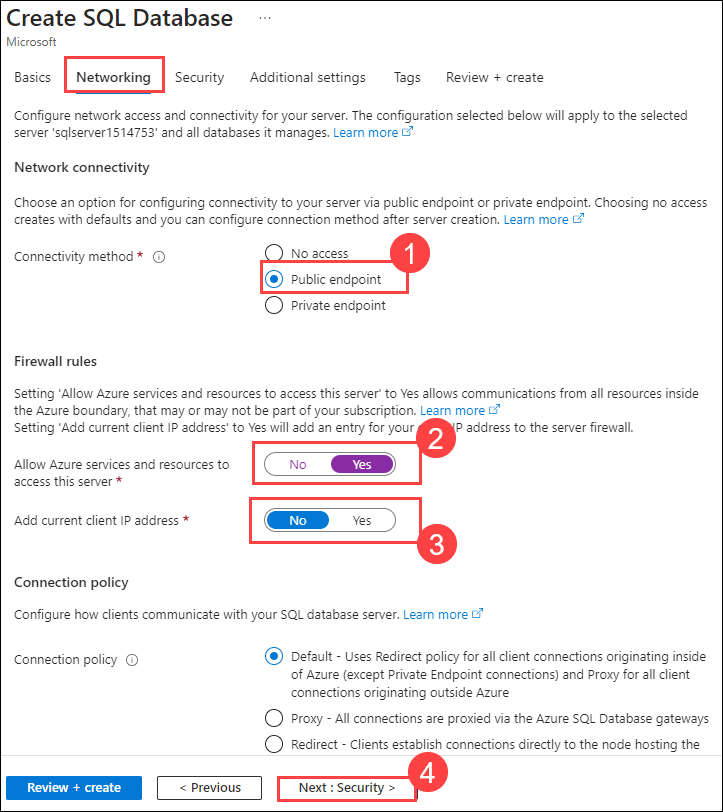 Create SQL Database ...
Microsoft
Basics Networking Security Additional settings Tags Review + create
Configure network access and connectivity for your server. The configuration selected below will apply to the selected
server 'sqlserver1514753' and all databases it manages. Learn more
Network connectivity
Choose an option for configuring connectivity to your server via public endpoint or private endpoint. Choosing no access
creates with defaults and you can configure connection method after server creation. Learn more
Connectivity method *
No access
1
Public endpoint
Private endpoint
Firewall rules
Setting 'Allow Azure services and resources to access this server' to Yes allows communications from all resources inside
the Azure boundary, that may or may not be part of your subscription. Learn more
Setting 'Add current client IP address' to Yes will add an entry for your IP address to the server firewall.
2
Allow Azure services and resources to
access this server *
No Yes
Add current client IP address *
No Yes
3
Connection policy
Configure how clients communicate with your SQL database server. Learn more
Connection policy
Default - Uses Redirect policy for all client connections originating inside
of Azure (except Private Endpoint connections) and Proxy for all client
connections originating outside Azure
Proxy - All connections are proxied via the Azure SQL Database gateways
Redirect - Clients establish connections directly to the node hosting the
4
Review + create < Previous Next : Security >